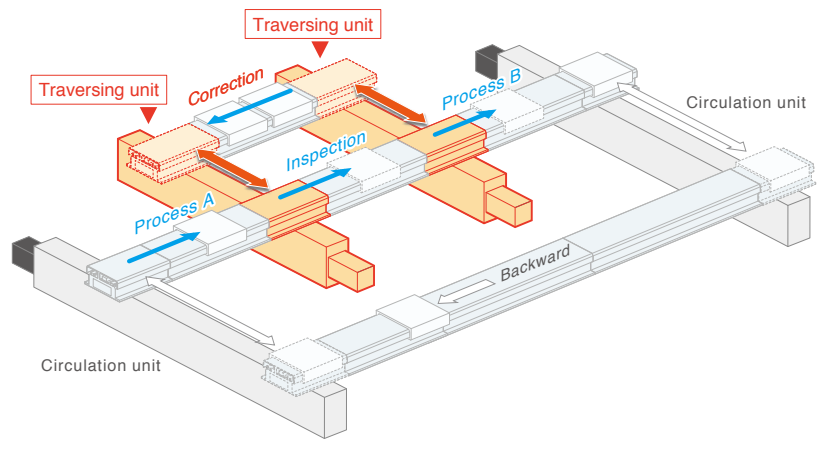 Traversing unit
Traversing unit
Correction
Process B
Circulation unit
Inspection
Process A
Backward
Circulation unit